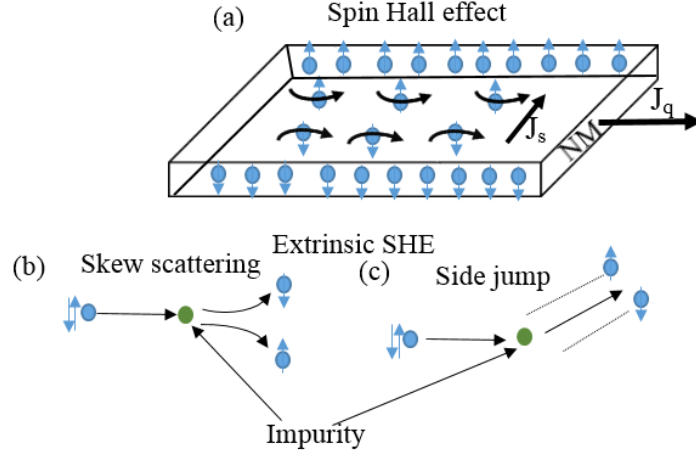 (a)
Spin Hall effect
J_q
J_s
NM
Extrinsic SHE
(b)
Skew scattering
(c)
Side jump
Impurity